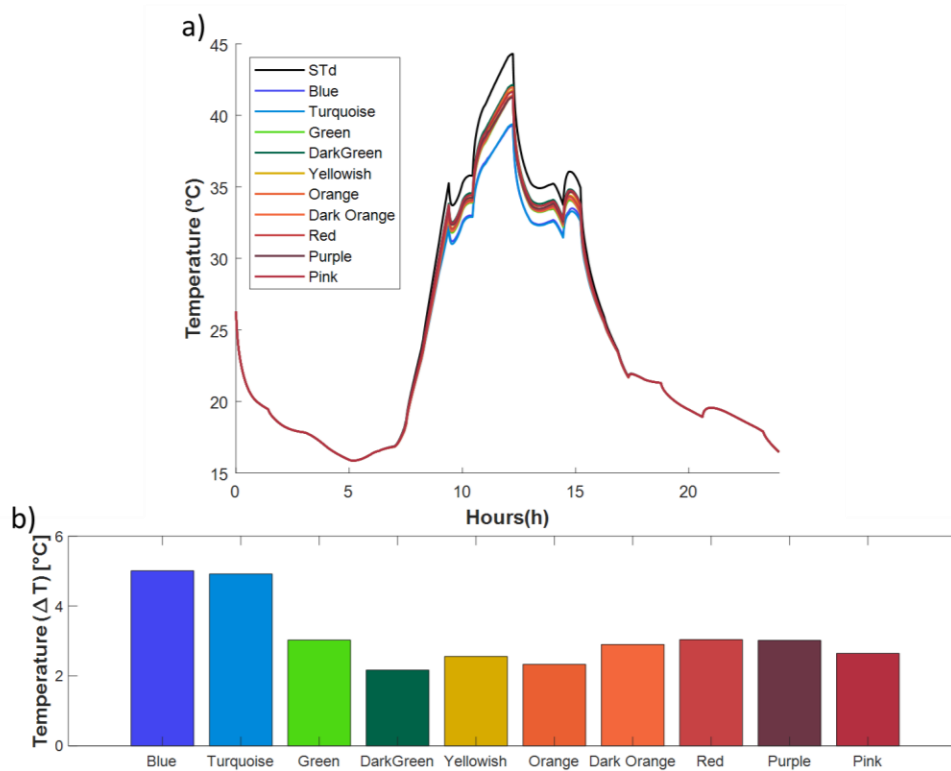 a)
45
40
35
30
25
20
15
Temperature (°C)
STd
Blue
Turquoise
Green
DarkGreen
Yellowish
Orange
Dark Orange
Red
Purple
Pink
0 5 10 15 20
Hours(h)
b)
6
4
2
0
Temperature (Δ T) [°C]
Blue Turquoise Green DarkGreen Yellowish Orange Dark Orange Red Purple Pink